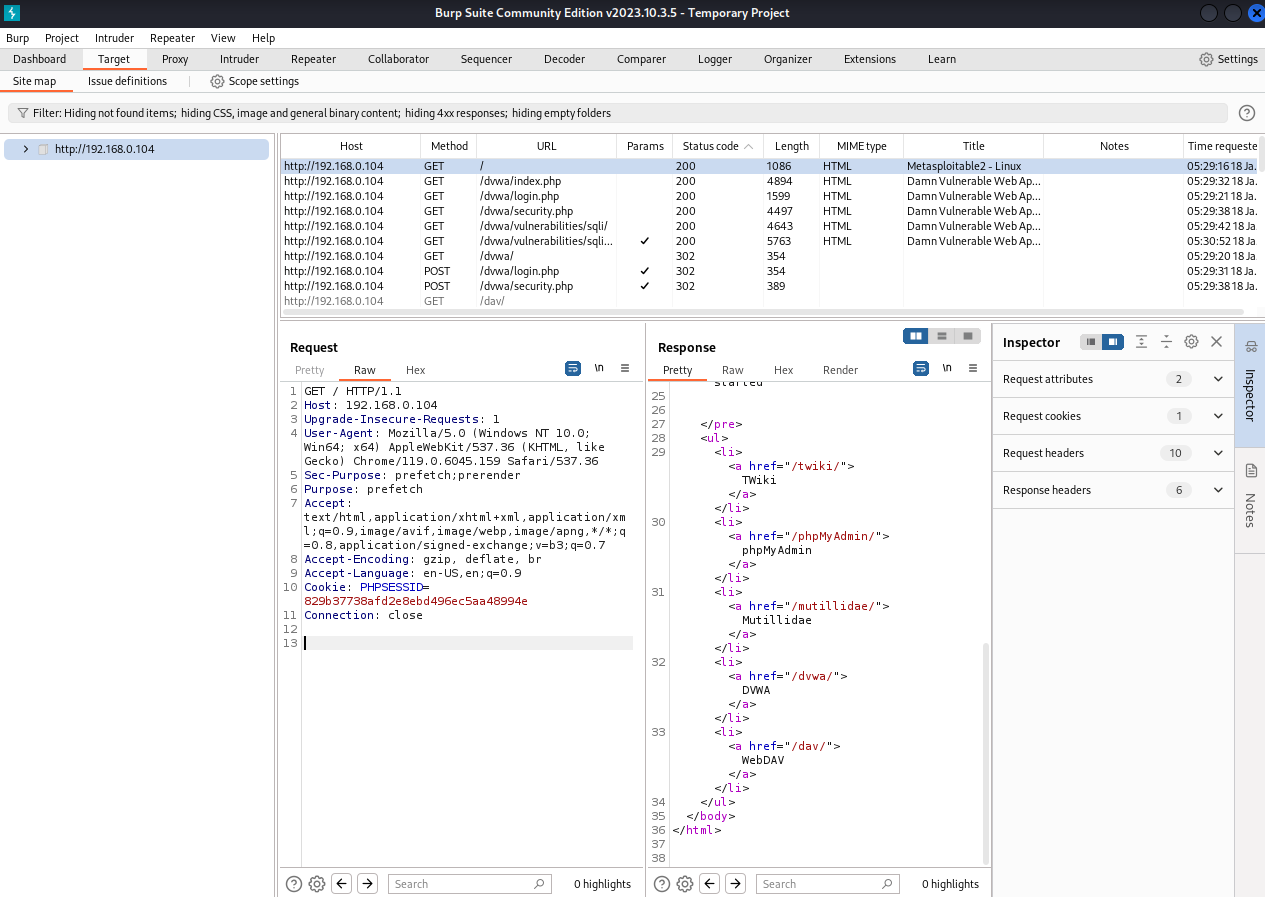 Burp Suite Community Edition v2023.10.3.5 - Temporary Project
Burp Project Intruder Repeater View Help
Dashboard Target Proxy Intruder Repeater Collaborator Sequencer Decoder Comparer Logger Organizer Extensions Learn Settings
Site map Issue definitions Scope settings
Filter: Hiding not found items; hiding CSS, image and general binary content; hiding 4xx responses; hiding empty folders
http://192.168.0.104
Host Method URL Params Status code Length MIME type Title Notes Time requeste
http://192.168.0.104 GET / 200 1086 HTML Metasploitable2 - Linux 05:29:16 18 Ja.
http://192.168.0.104 GET /dvwa/index.php 200 4894 HTML Damn Vulnerable Web Ap... 05:29:32 18 Ja.
http://192.168.0.104 GET /dvwa/login.php 200 1599 HTML Damn Vulnerable Web Ap... 05:29:21 18 Ja.
http://192.168.0.104 GET /dvwa/security.php 200 4497 HTML Damn Vulnerable Web Ap... 05:29:38 18 Ja.
http://192.168.0.104 GET /dvwa/vulnerabilities/sqli/ 200 4643 HTML Damn Vulnerable Web Ap... 05:29:42 18 Ja.
http://192.168.0.104 GET /dvwa/vulnerabilities/sqli... ✓ 200 5763 HTML Damn Vulnerable Web Ap... 05:30:52 18 Ja.
http://192.168.0.104 GET /dvwa/ 302 354 05:29:20 18 Ja.
http://192.168.0.104 POST /dvwa/login.php ✓ 302 354 05:29:31 18 Ja.
http://192.168.0.104 POST /dvwa/security.php ✓ 302 389 05:29:38 18 Ja.
http://192.168.0.104 GET /dav/
Request
Pretty Raw Hex \n
1 GET / HTTP/1.1
2 Host: 192.168.0.104
3 Upgrade-Insecure-Requests: 1
4 User-Agent: Mozilla/5.0 (Windows NT 10.0;
Win64; x64) AppleWebKit/537.36 (KHTML, like
Gecko) Chrome/119.0.6045.159 Safari/537.36
5 Sec-Purpose: prefetch;prerender
6 Purpose: prefetch
7 Accept:
text/html,application/xhtml+xml,application/xm
l;q=0.9,image/avif,image/webp,image/apng,*/*;q
=0.8,application/signed-exchange;v=b3;q=0.7
8 Accept-Encoding: gzip, deflate, br
9 Accept-Language: en-US,en;q=0.9
10 Cookie: PHPSESSID=
829b37738afd2e8ebd496ec5aa48994e
11 Connection: close
12
13
Search 0 highlights
Response
Pretty Raw Hex Render \n
started
25
26
27 </pre>
28 <ul>
29 <li>
<a href="/twiki/">
TWiki
</a>
</li>
30 <li>
<a href="/phpMyAdmin/">
phpMyAdmin
</a>
</li>
31 <li>
<a href="/mutillidae/">
Mutillidae
</a>
</li>
32 <li>
<a href="/dvwa/">
DVWA
</a>
</li>
33 <li>
<a href="/dav/">
WebDAV
</a>
</li>
34 </ul>
35 </body>
36 </html>
37
38
Search 0 highlights
Inspector
Request attributes 2
Request cookies 1
Request headers 10
Response headers 6
Inspector
Notes